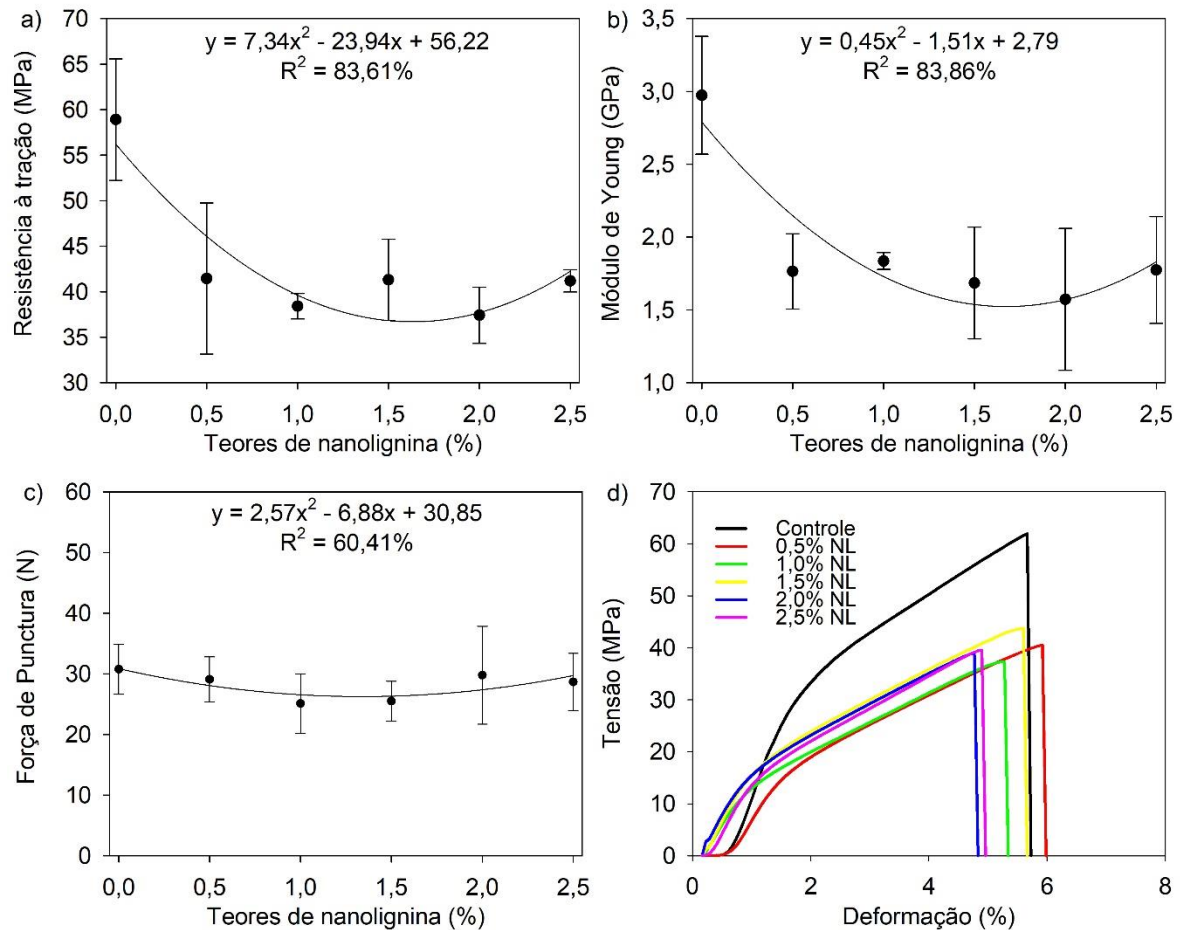 a)
y = 7,34x² - 23,94x + 56,22
R² = 83,61%
Resistência à tração (MPa)
70
65
60
55
50
45
40
35
30
0,0 0,5 1,0 1,5 2,0 2,5
Teores de nanolignina (%)
b)
y = 0,45x² - 1,51x + 2,79
R² = 83,86%
Módulo de Young (GPa)
3,5
3,0
2,5
2,0
1,5
1,0
0,0 0,5 1,0 1,5 2,0 2,5
Teores de nanolignina (%)
c)
y = 2,57x² - 6,88x + 30,85
R² = 60,41%
Força de Punctura (N)
60
50
40
30
20
10
0
0,0 0,5 1,0 1,5 2,0 2,5
Teores de nanolignina (%)
d)
Tensão (MPa)
70
60
50
40
30
20
10
0
Controle
0,5% NL
1,0% NL
1,5% NL
2,0% NL
2,5% NL
0 2 4 6 8
Deformação (%)